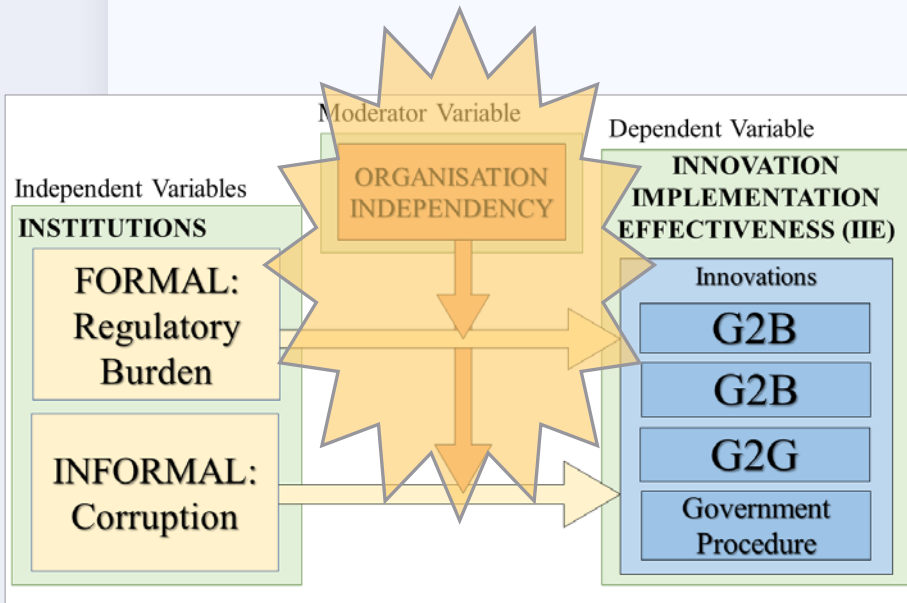 Moderator Variable
ORGANISATION
INDEPENDENCY
Independent Variables
INSTITUTIONS
FORMAL:
Regulatory
Burden
INFORMAL:
Corruption
Dependent Variable
INNOVATION
IMPLEMENTATION
EFFECTIVENESS (IIE)
Innovations
G2B
G2B
G2G
Government
Procedure